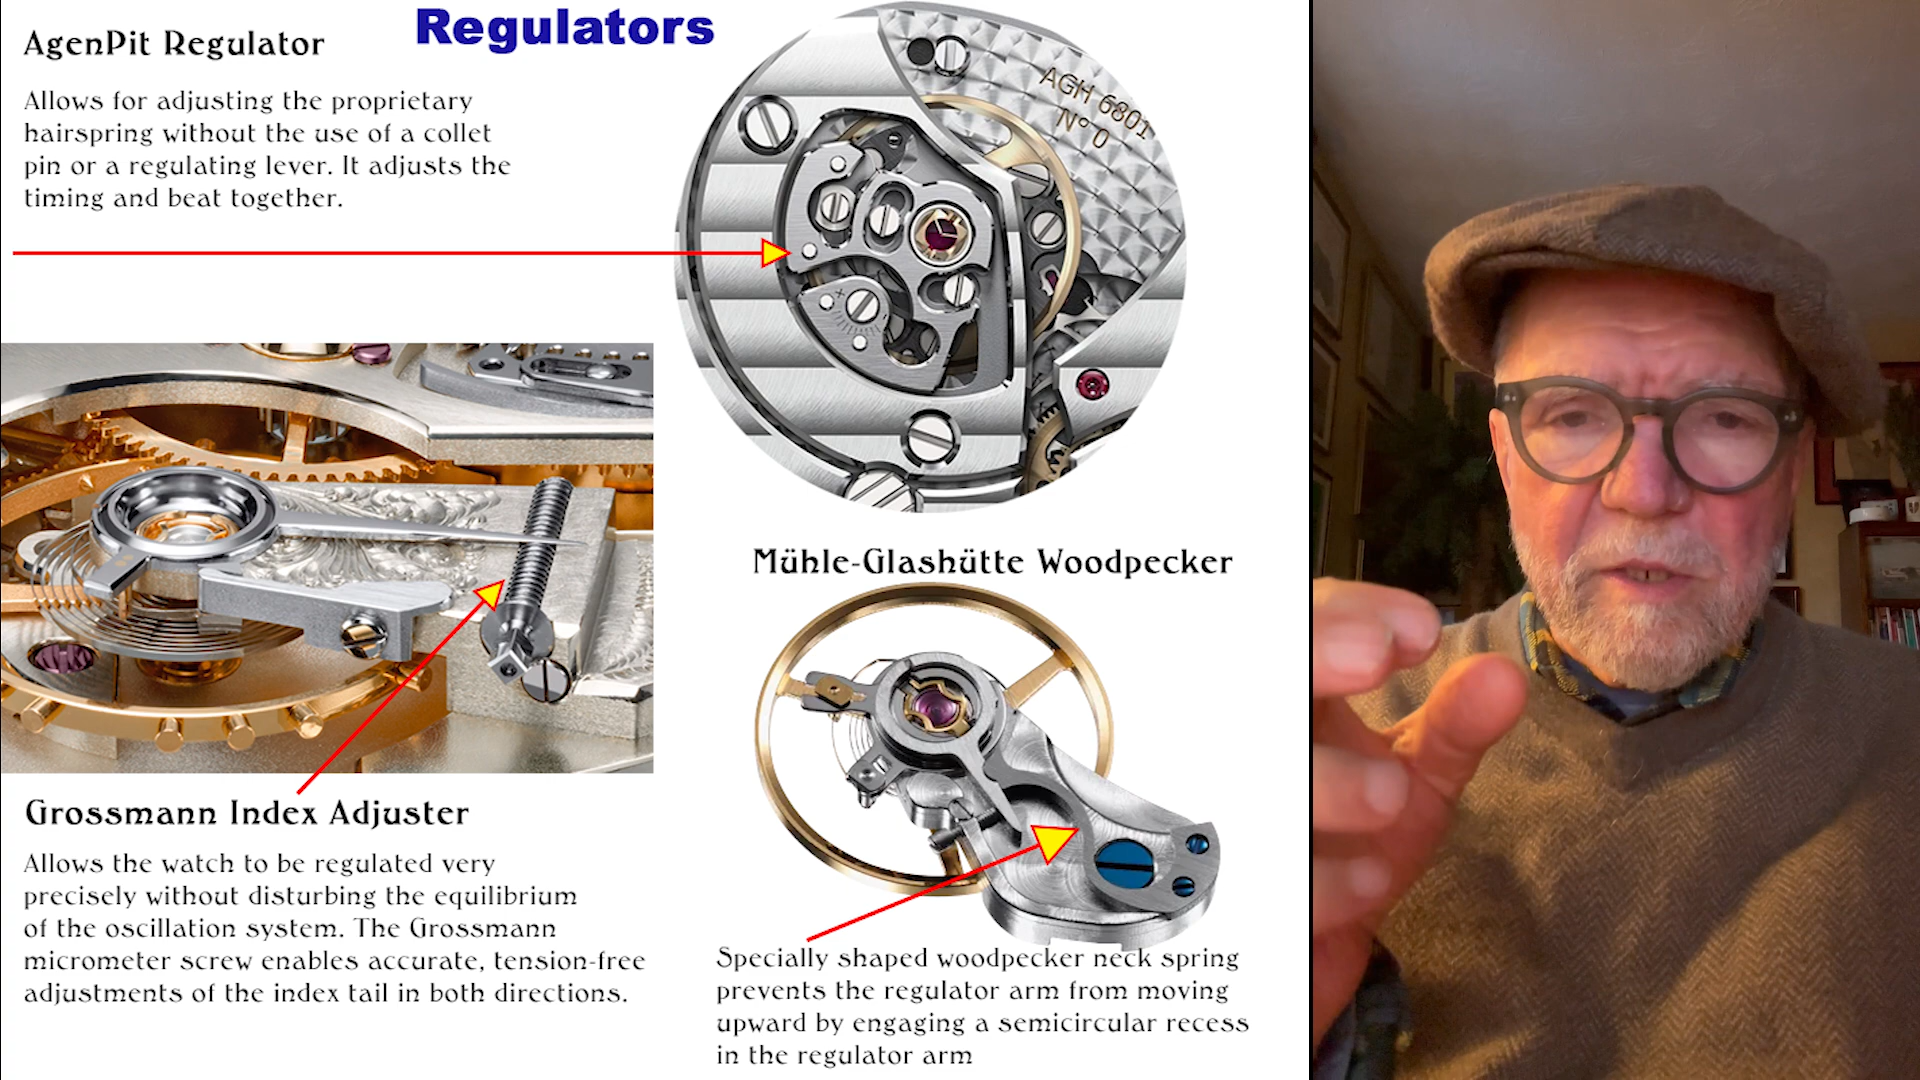 Regulators
AgenPit Regulator
Allows for adjusting the proprietary
hairspring without the use of a collet
pin or a regulating lever. It adjusts the
timing and beat together.
AGH 6801
N° 0
Grossmann Index Adjuster
Allows the watch to be regulated very
precisely without disturbing the equilibrium
of the oscillation system. The Grossmann
micrometer screw enables accurate, tension-free
adjustments of the index tail in both directions.
Mühle-Glashütte Woodpecker
Specially shaped woodpecker neck spring
prevents the regulator arm from moving
upward by engaging a semicircular recess
in the regulator arm